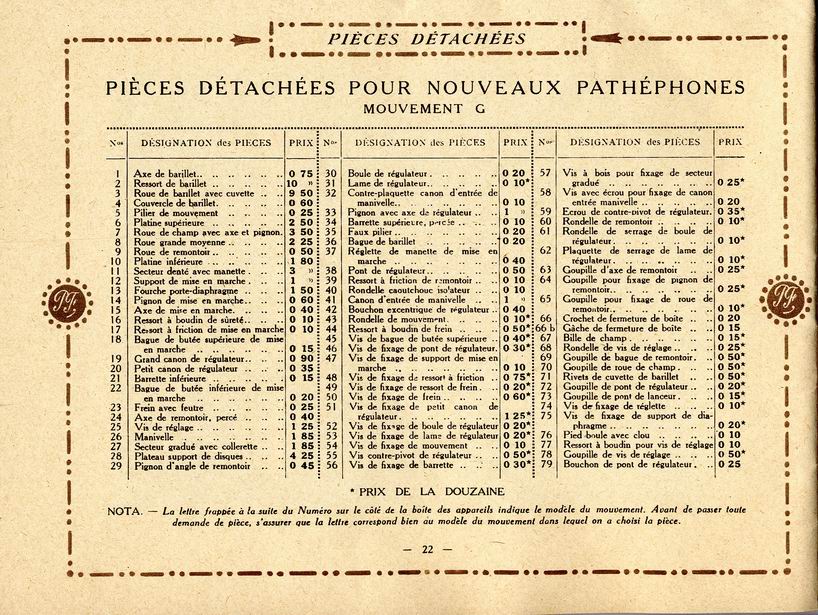 PIÈCES DÉTACHÉES
PIÈCES DÉTACHÉES POUR NOUVEAUX PATHÉPHONES
MOUVEMENT G
Nos DÉSIGNATION des PIECES PRIX
1 Axe de barillet.. 0 75
2 Ressort de barillet 10 »
3 Roue de barillet avec cuvette 9 50
4 Couvercle de barillet. 0 60
5 Pilier de mouvement 0 25
6 Platine supérieure 2 50
7 Roue de champ avec axe et pignon. 3 50
8 Roue grande moyenne 2 25
9 Roue de remontoir 0 50
10 Platine inférieure 1 80
11 Secteur denté avec manette 3 »
12 Support de mise en marche 1 »
13 Fourche porte-diaphragme 1 50
14 Pignon de mise en marche 0 60
15 Axe de mise en marche. 0 40
16 Ressort à boudin de sûreté 0 10
17 Ressort à friction de mise en marche 0 10
18 Bague de butée supérieure de mise
en marche 0 15
19 Grand canon de régulateur 0 90
20 Petit canon de régulateur 0 35
21 Barrette inférieure 0 15
22 Bague de butée inférieure de mise
en marche 0 20
23 Frein avec feutre 0 25
24 Axe de remontoir, percé 0 40
25 Vis de réglage 1 25
26 Manivelle 1 85
27 Secteur gradué avec collerette 1 85
28 Plateau support de disques 4 25
29 Pignon d'angle de remontoir 0 45
Nos DÉSIGNATION des PIÈCES PRIX
30 Boule de régulateur 0 20
31 Lame de régulateur 0 10*
32 Contre-plaquette canon d'entrée de
manivelle 0 10
33 Pignon avec axe de régulateur 1 »
34 Barrette supérieure, percée 0 10
35 Faux pilier 0 20
36 Bague de barillet 0 20
37 Réglette de manette de mise en
marche 0 40
38 Pont de régulateur 0 50
39 Ressort à friction de remontoir 0 10
40 Rondelle caoutchouc isolateur 0 10
41 Canon d'entrée de manivelle 1 »
42 Bouchon excentrique de régulateur 0 40
43 Rondelle de mouvement. 0 10
44 Ressort à boudin de frein 0 50*
45 Vis de bague de butée supérieure 0 40*
46 Vis de fixage de pont de régulateur. 0 30*
47 Vis de fixage de support de mise en
marche 0 10
48 Vis de fixage de ressort à friction 0 75*
49 Vis de fixage de ressort de frein 0 20*
50 Vis de fixage de frein 0 60*
51 Vis de fixage de petit canon de
régulateur. 1 25*
52 Vis de fixage de boule de régulateur 0 20*
53 Vis de fixage de lame de régulateur 0 20*
54 Vis de fixage de mouvement 0 10
55 Vis contre-pivot de régulateur 0 50*
56 Vis de fixage de barrette 0 30*
Nos DÉSIGNATION des PIÈCES PRIX
57 Vis à bois pour fixage de secteur
gradué 0 25*
58 Vis avec écrou pour fixage de canon
entrée manivelle 0 20
59 Ecrou de contre-pivot de régulateur. 0 35*
60 Rondelle de remontoir 0 10*
61 Rondelle de serrage de boule de
régulateur 0 10*
62 Plaquette de serrage de lame de
régulateur 0 10*
63 Goupille d'axe de remontoir 0 25*
64 Goupille pour fixage de pignon de
remontoir 0 25*
65 Goupille pour fixage de roue de
remontoir 0 10*
66 Crochet de fermeture de boîte 0 20
66 b Gâche de fermeture de boîte 0 15
67 Bille de champ 0 15*
68 Rondelle de vis de réglage 0 25*
69 Goupille de bague de remontoir 0 50*
70 Goupille de roue de champ 0 50*
71 Rivets de cuvette de barillet 0 50*
72 Goupille de pont de régulateur 0 20*
73 Goupille de pont de lanceur. 0 15*
74 Vis de fixage de réglette 0 10*
75 Vis de fixage de support de dia-
phragme 0 20*
76 Pied boule avec clou 0 10
77 Ressort à boudin pour vis de réglage 0 10
78 Goupille de vis de réglage 0 50*
79 Bouchon de pont de régulateur. 0 25
* PRIX DE LA DOUZAINE
NOTA. — La lettre frappée à la suite du Numéro sur le côté de la boîte des appareils indique le modèle du mouvement. Avant de passer toute
demande de pièce, s'assurer que la lettre correspond bien au modèle du mouvement dans lequel on a choisi la pièce.
— 22 —